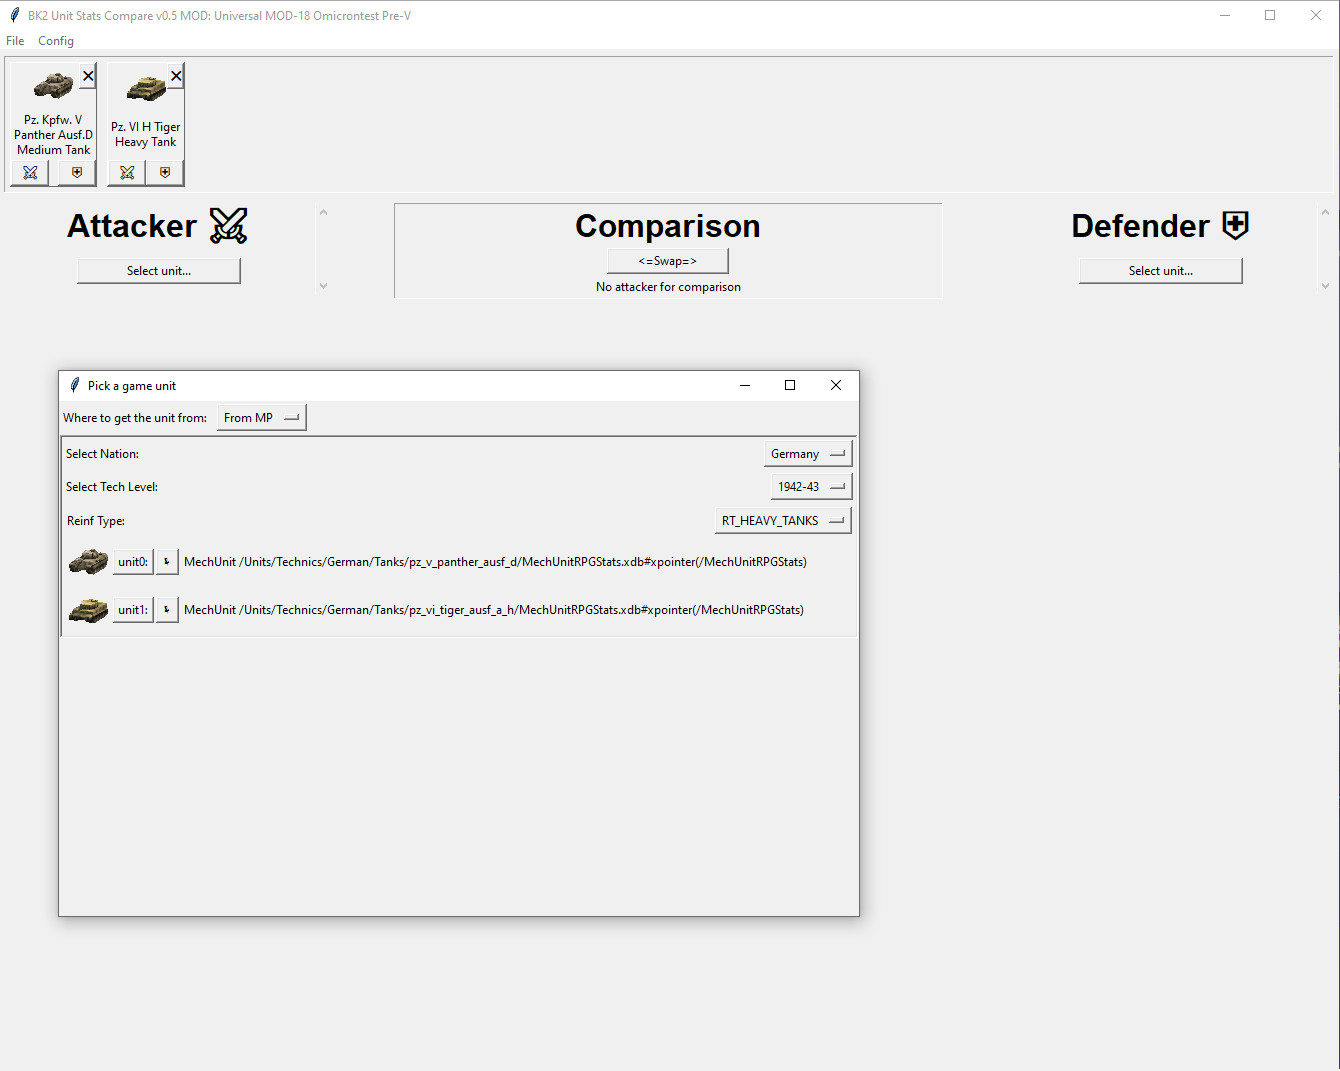 BK2 Unit Stats Compare v0.5 MOD: Universal MOD-18 Omicrontest Pre-V
File Config
Pz. Kpfw. V
Panther Ausf.D
Medium Tank
Pz. VI H Tiger
Heavy Tank
Attacker
Select unit...
Comparison
<=Swap=>
No attacker for comparison
Defender
Select unit...
Pick a game unit
Where to get the unit from: From MP
Select Nation: Germany
Select Tech Level: 1942-43
Reinf Type: RT_HEAVY_TANKS
unit0: MechUnit /Units/Technics/German/Tanks/pz_v_panther_ausf_d/MechUnitRPGStats.xdb#xpointer(/MechUnitRPGStats)
unit1: MechUnit /Units/Technics/German/Tanks/pz_vi_tiger_ausf_a_h/MechUnitRPGStats.xdb#xpointer(/MechUnitRPGStats)